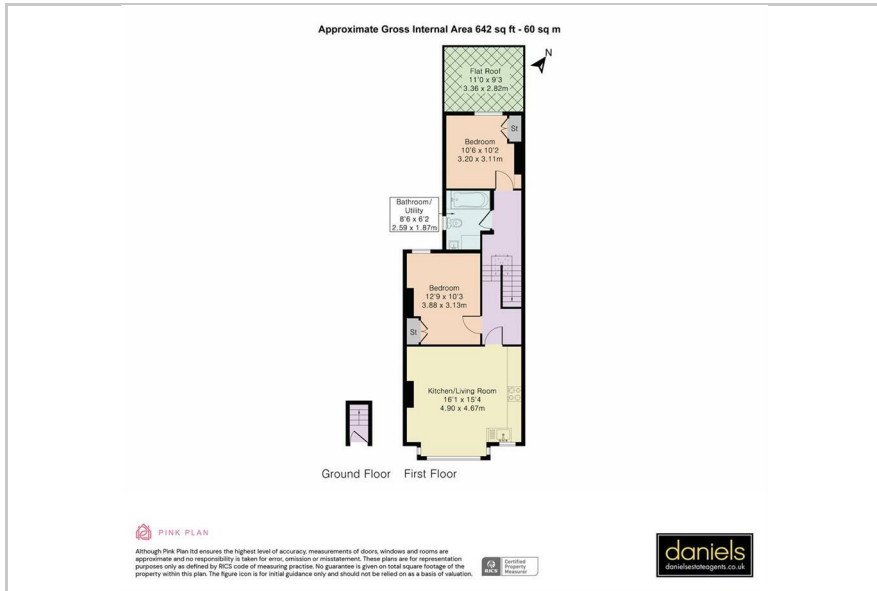 Approximate Gross Internal Area 642 sq ft - 60 sq m
N
Flat Roof
11'0 x 9'3
3.36 x 2.82m
St
Bedroom
10'6 x 10'2
3.20 x 3.11m
Bathroom/
Utility
8'6 x 6'2
2.59 x 1.87m
Bedroom
12'9 x 10'3
3.88 x 3.13m
St
Kitchen/Living Room
16'1 x 15'4
4.90 x 4.67m
Ground Floor First Floor
PINK PLAN
Although Pink Plan ltd ensures the highest level of accuracy, measurements of doors, windows and rooms are
approximate and no responsibility is taken for error, omission or misstatement. These plans are for representation
purposes only as defined by RICS code of measuring practise. No guarantee is given on total square footage of the
property within this plan. The figure icon is for initial guidance only and should not be relied on as a basis of valuation.
RICS
Certified
Property
Measurer
daniels
danielsestateagents.co.uk